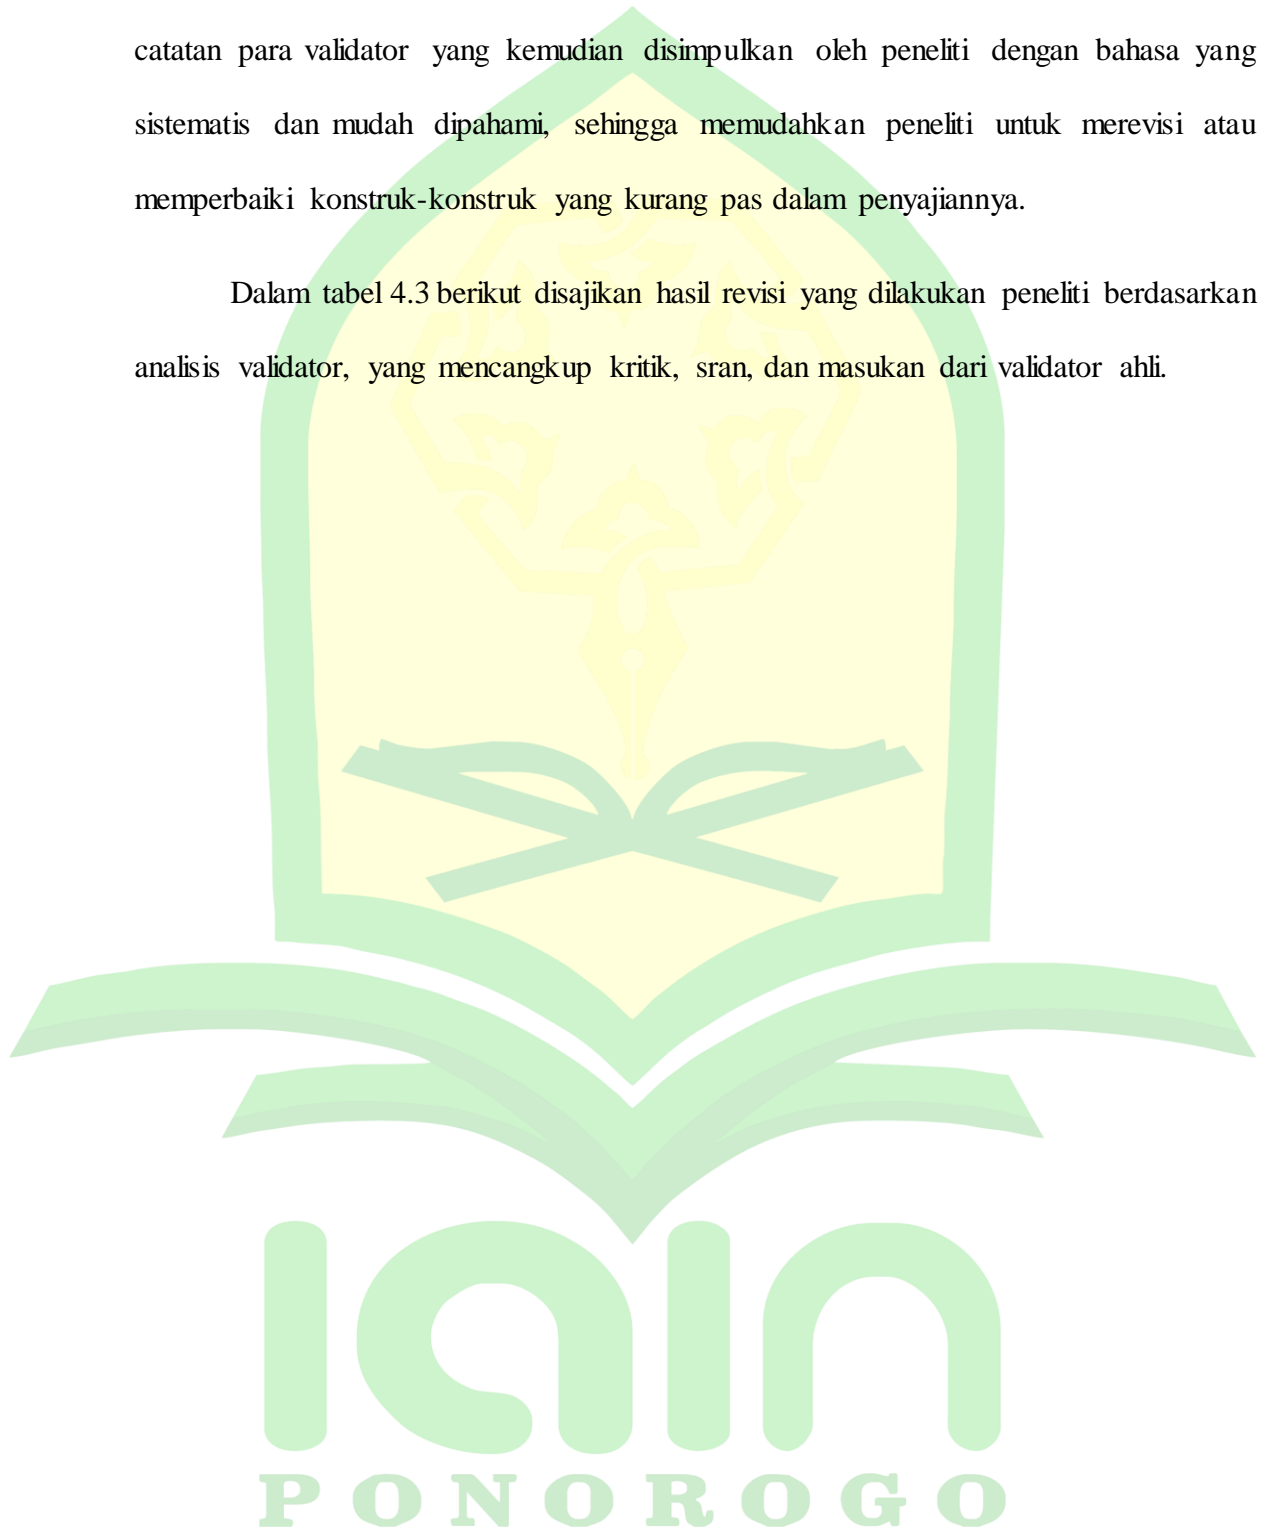 catatan para validator yang kemudian disimpulkan oleh peneliti dengan bahasa yang
sistematis dan mudah dipahami, sehingga memudahkan peneliti untuk merevisi atau
memperbaiki konstruk-konstruk yang kurang pas dalam penyajiannya.
Dalam tabel 4.3 berikut disajikan hasil revisi yang dilakukan peneliti berdasarkan
analisis validator, yang mencangkup kritik, sran, dan masukan dari validator ahli.
iain
PONOROGO